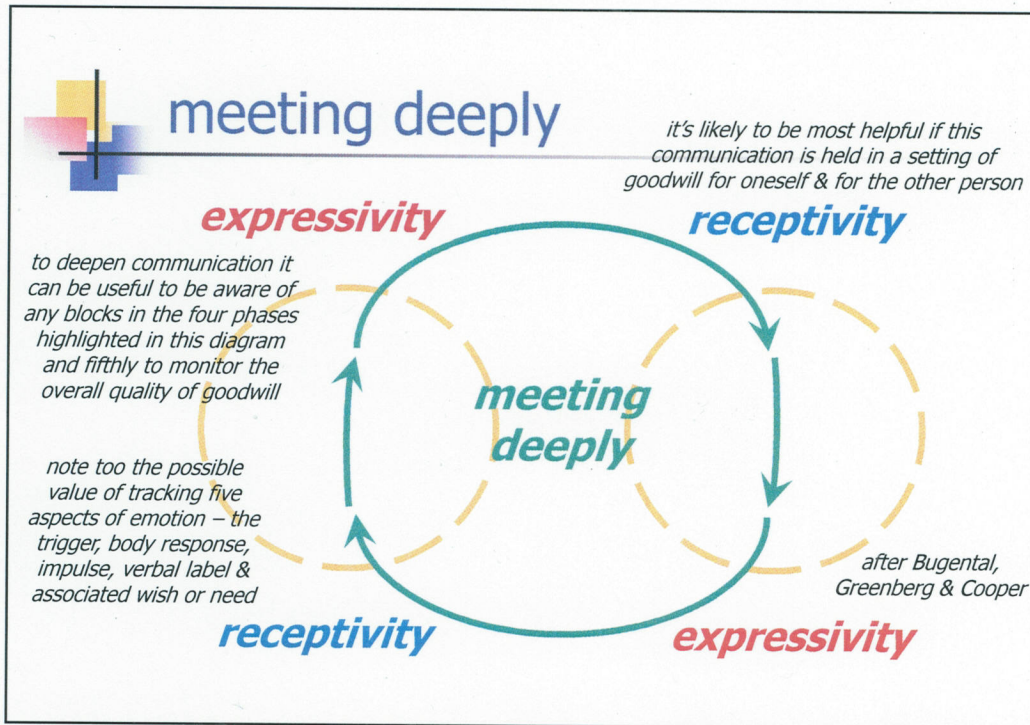 meeting deeply
it's likely to be most helpful if this
communication is held in a setting of
goodwill for oneself & for the other person
expressivity
receptivity
to deepen communication it
can be useful to be aware of
any blocks in the four phases
highlighted in this diagram
and fifthly to monitor the
overall quality of goodwill
meeting
deeply
note too the possible
value of tracking five
aspects of emotion – the
trigger, body response,
impulse, verbal label &
associated wish or need
after Bugental,
Greenberg & Cooper
receptivity
expressivity